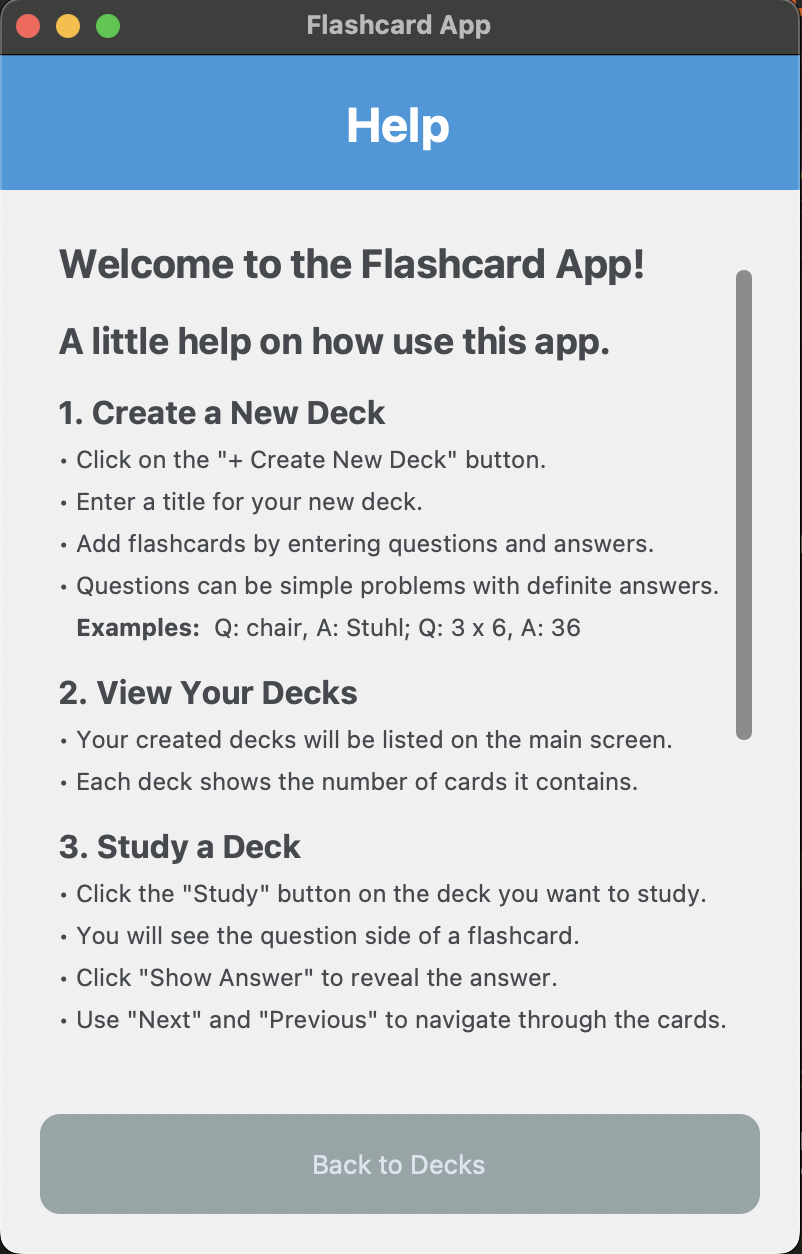 Flashcard App
Help
Welcome to the Flashcard App!
A little help on how use this app.
1. Create a New Deck
• Click on the "+ Create New Deck" button.
• Enter a title for your new deck.
• Add flashcards by entering questions and answers.
• Questions can be simple problems with definite answers.
Examples: Q: chair, A: Stuhl; Q: 3 x 6, A: 36
2. View Your Decks
• Your created decks will be listed on the main screen.
• Each deck shows the number of cards it contains.
3. Study a Deck
• Click the "Study" button on the deck you want to study.
• You will see the question side of a flashcard.
• Click "Show Answer" to reveal the answer.
• Use "Next" and "Previous" to navigate through the cards.
Back to Decks